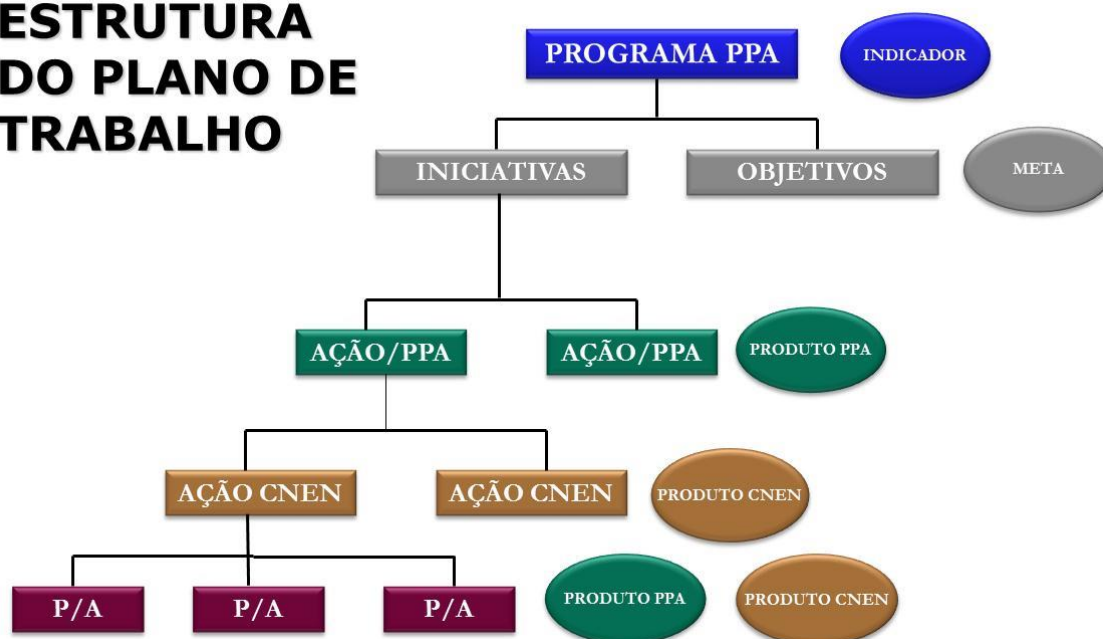 ESTRUTURA
DO PLANO DE
TRABALHO
PROGRAMA PPA
INDICADOR
INICIATIVAS
OBJETIVOS
META
AÇÃO/PPA
AÇÃO/PPA
PRODUTO PPA
AÇÃO CNEN
AÇÃO CNEN
PRODUTO CNEN
P/A
P/A
P/A
PRODUTO PPA
PRODUTO CNEN